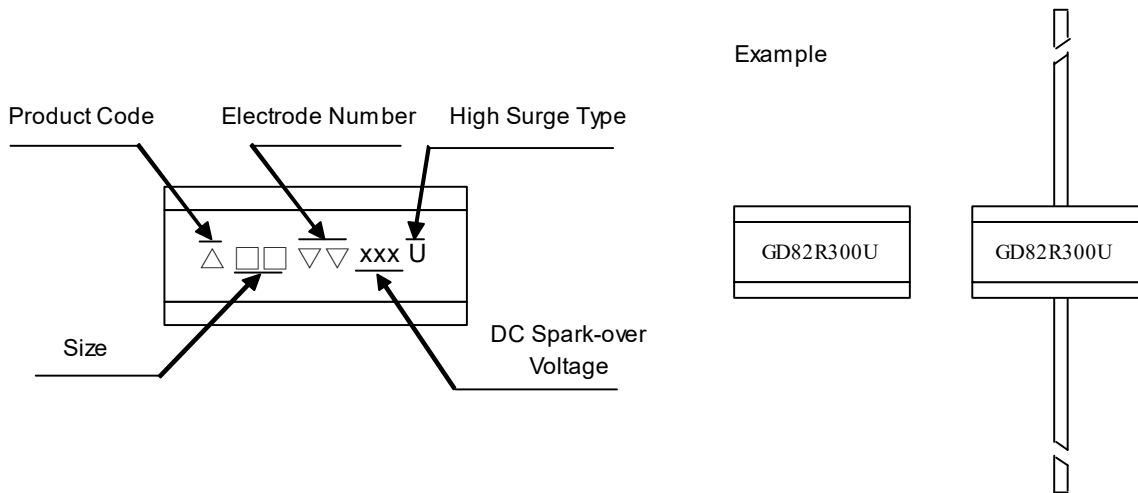 Example
Product Code
Electrode Number
High Surge Type
△ □□ ▽▽ xxx U
GD82R300U
GD82R300U
Size
DC Spark-over
Voltage